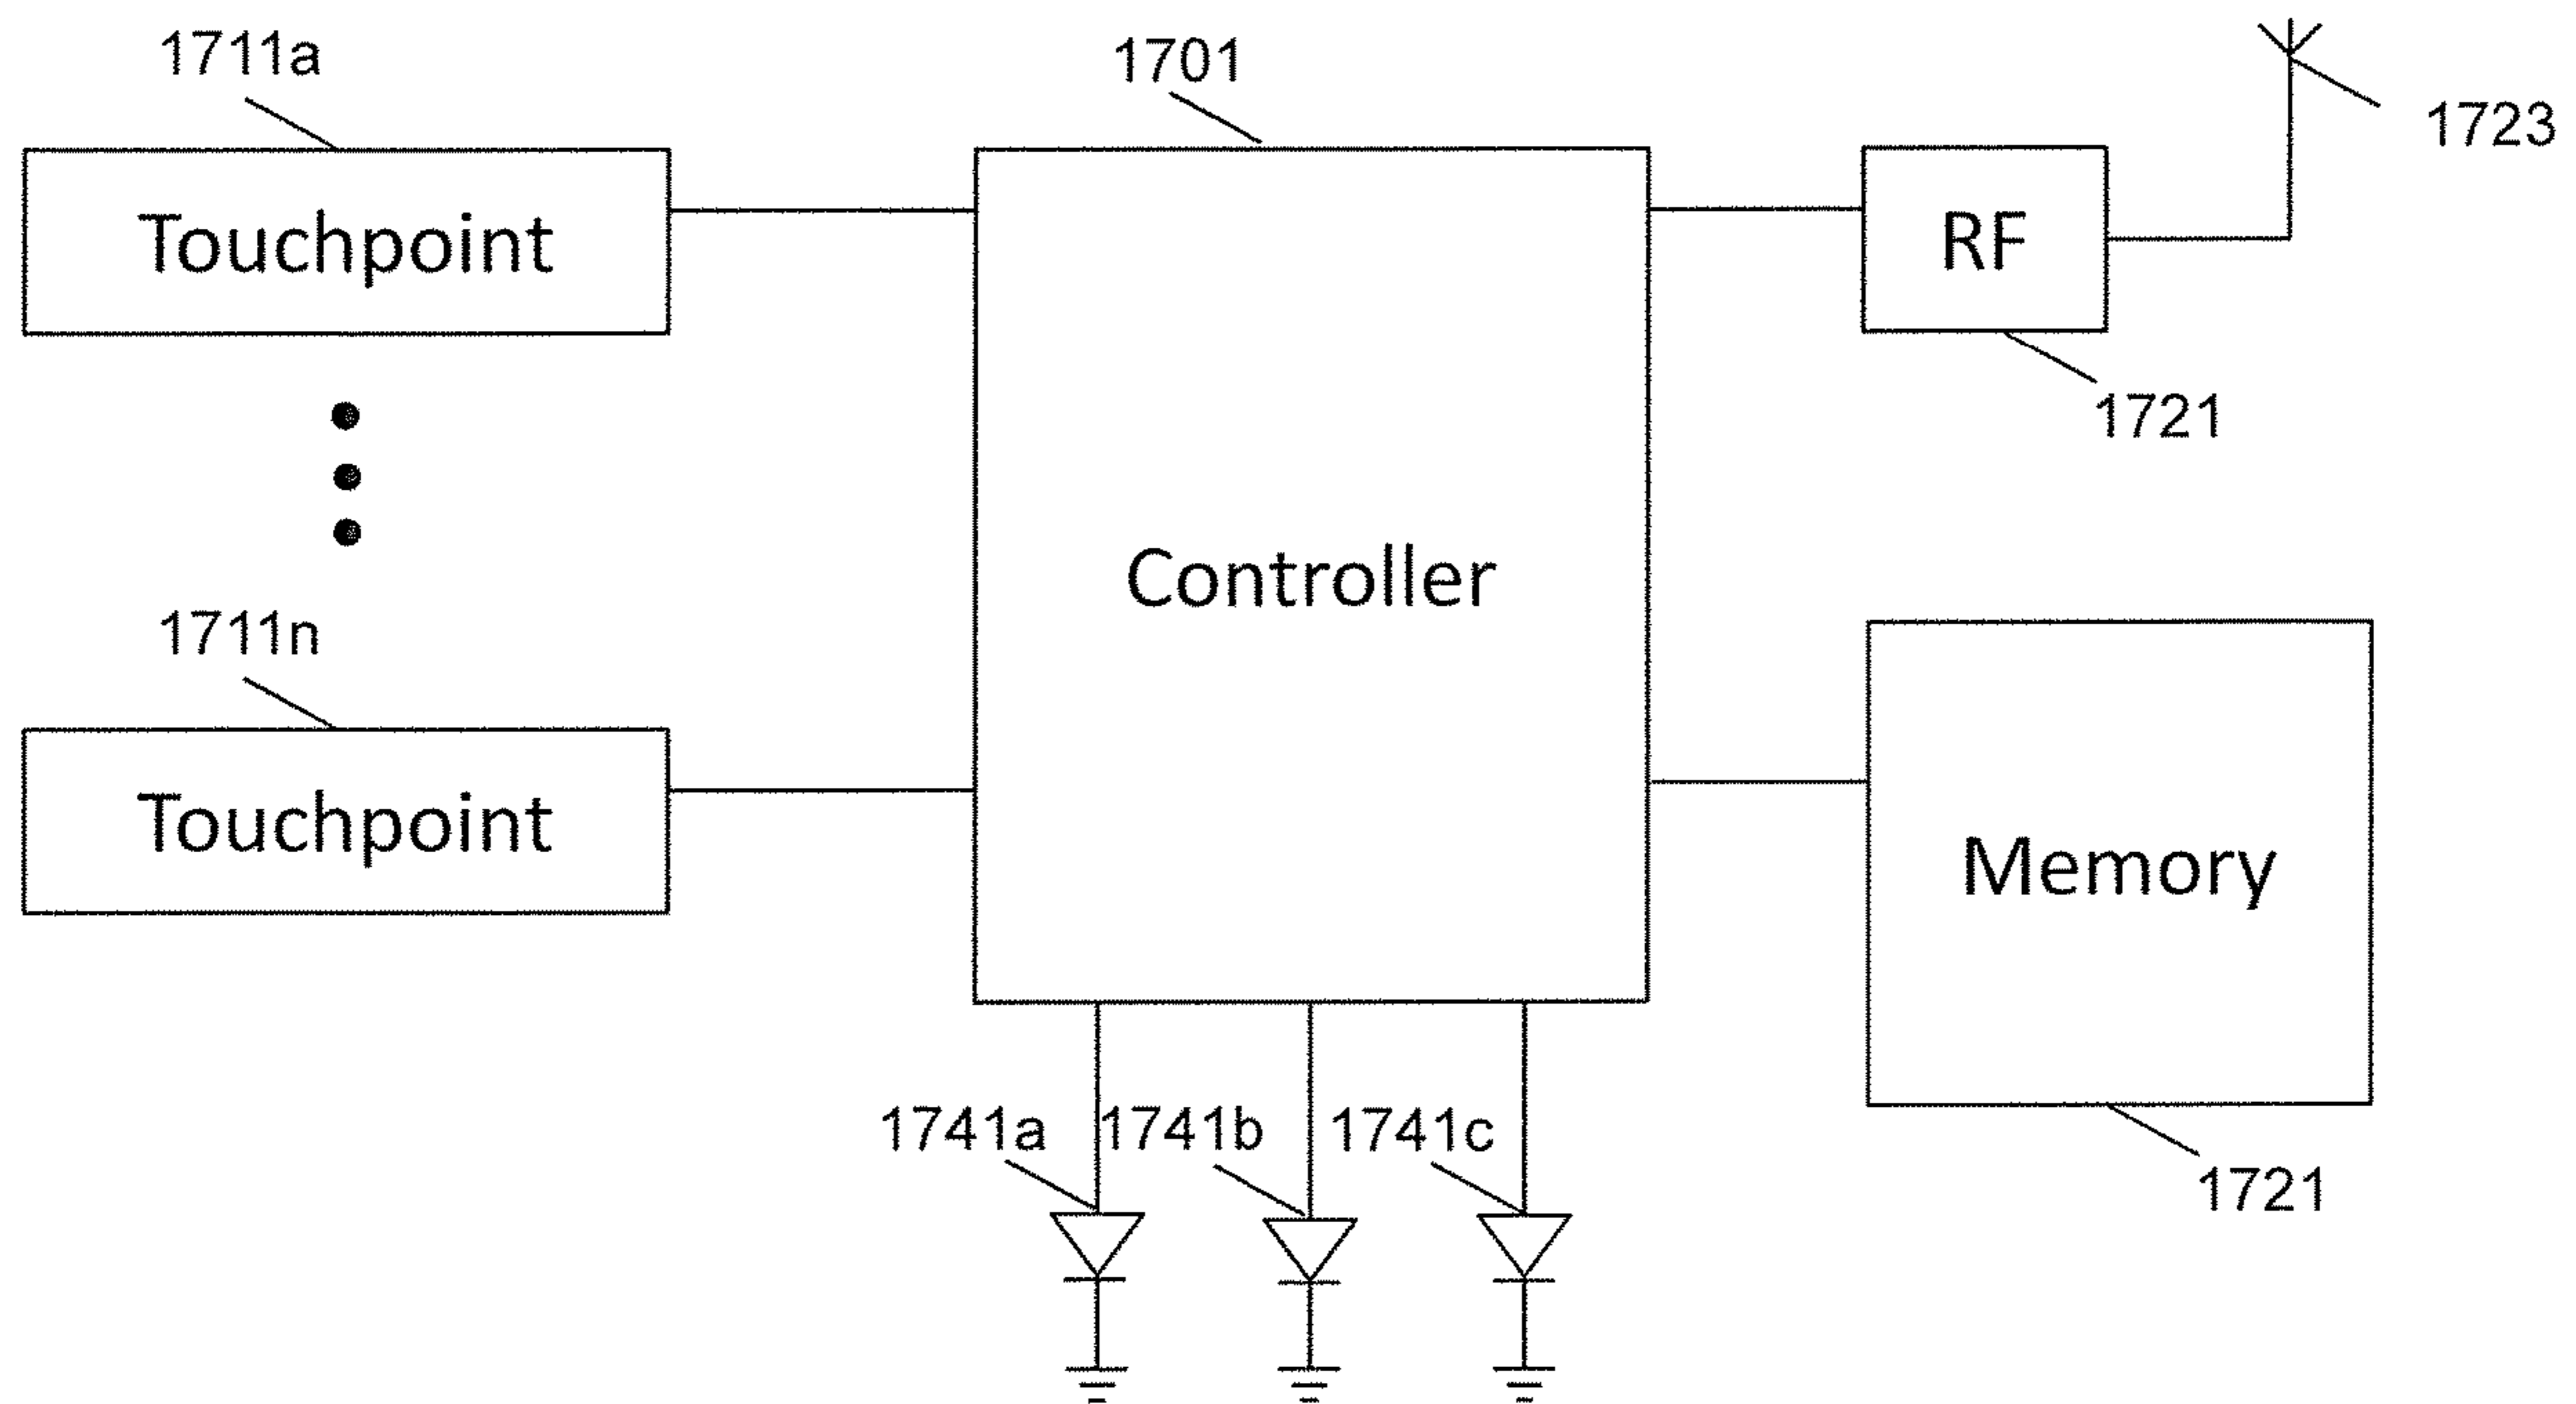 1711a
1701
1723
Touchpoint
RF
1721
Controller
1711n
Touchpoint
Memory
1741a
1741b
1741c
1721